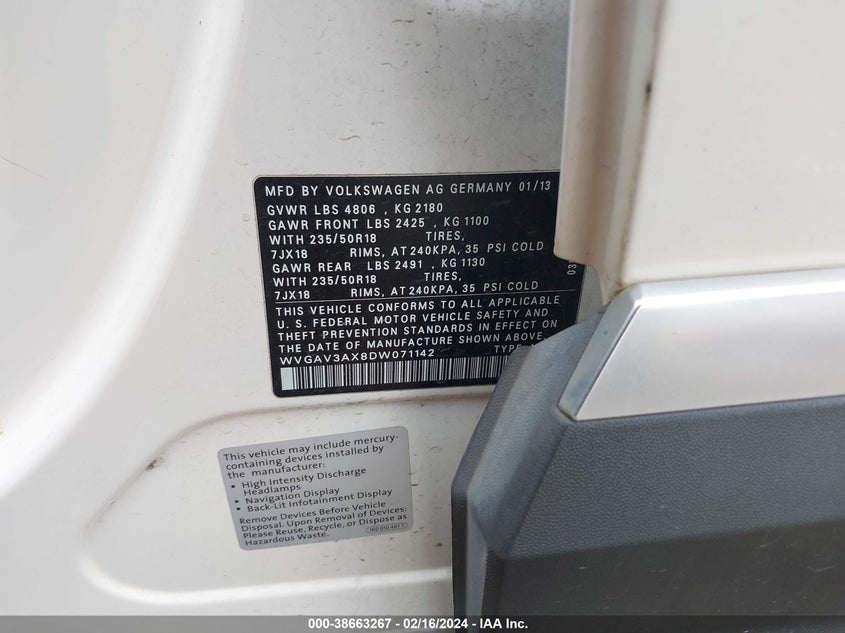 MFD BY VOLKSWAGEN AG GERMANY 01/13
GVWR LBS 4806 , KG 2180
GAWR FRONT LBS 2425 , KG 1100
WITH 235/50R18 TIRES,
7JX18 RIMS, AT 240KPA, 35 PSI COLD
GAWR REAR LBS 2491 , KG 1130
WITH 235/50R18 TIRES,
7JX18 RIMS, AT 240KPA, 35 PSI COLD
THIS VEHICLE CONFORMS TO ALL APPLICABLE
U. S. FEDERAL MOTOR VEHICLE SAFETY AND
THEFT PREVENTION STANDARDS IN EFFECT ON
THE DATE OF MANUFACTURE SHOWN ABOVE.
WVGAV3AX8DW071142 TYPE
This vehicle may include mercury-
containing devices installed by
the manufacturer:
• High Intensity Discharge
Headlamps
• Navigation Display
• Back-Lit Infotainment Display
Remove Devices Before Vehicle
Disposal. Upon Removal of Devices:
Please Reuse, Recycle, or Dispose as
Hazardous Waste.
000-38663267 - 02/16/2024 - IAA Inc.